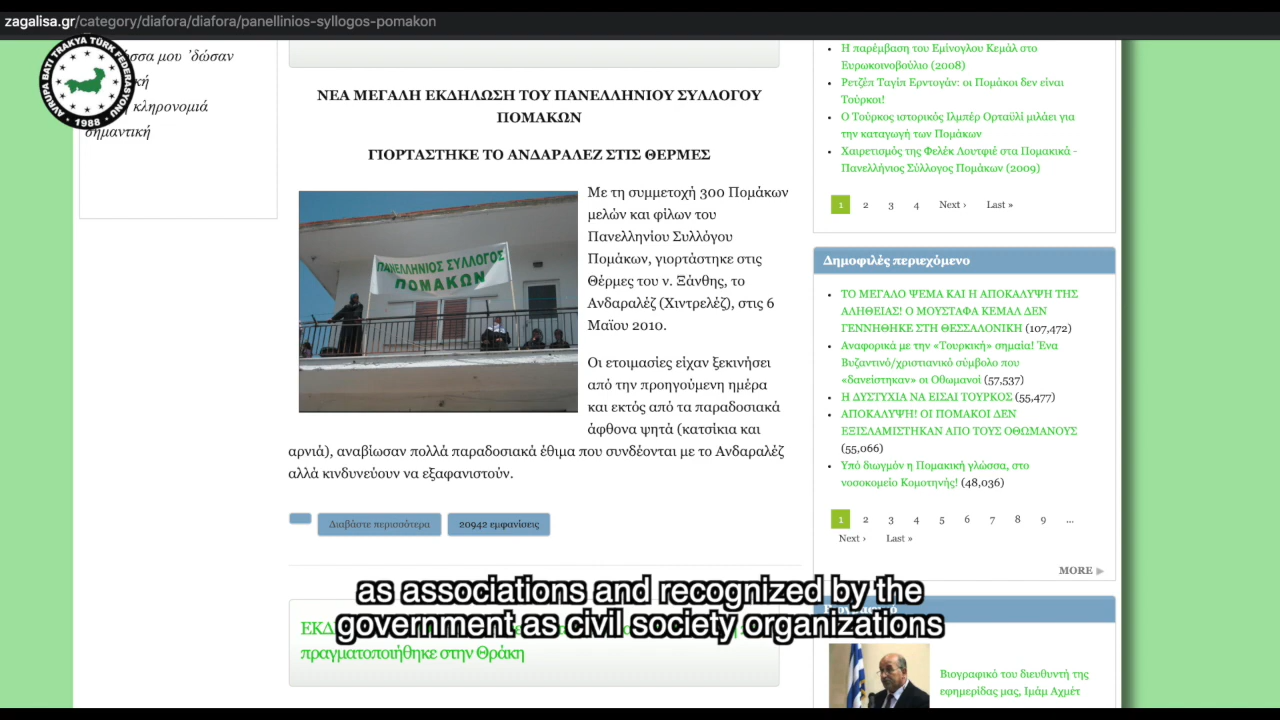 zagalisa.gr/category/diafora/diafora/panellinios-syllogos-pomakon
AVRUPA BATI TRAKYA TÜRK FEDERASYONU
1988
σσα μου ’δώσαν
κή
κληρονομιά
σημαντική
ΝΕΑ ΜΕΓΑΛΗ ΕΚΔΗΛΩΣΗ ΤΟΥ ΠΑΝΕΛΛΗΝΙΟΥ ΣΥΛΛΟΓΟΥ
ΠΟΜΑΚΩΝ
ΓΙΟΡΤΑΣΤΗΚΕ ΤΟ ΑΝΔΑΡΑΛΕΖ ΣΤΙΣ ΘΕΡΜΕΣ
ΠΑΝΕΛΛΗΝΙΟΣ ΣΥΛΛΟΓΟΣ
ΠΟΜΑΚΩΝ
Με τη συμμετοχή 300 Πομάκων
μελών και φίλων του
Πανελληνίου Συλλόγου
Πομάκων, γιορτάστηκε στις
Θέρμες του ν. Ξάνθης, το
Ανδαραλέζ (Χιντρελέζ), στις 6
Μαϊου 2010.
Οι ετοιμασίες είχαν ξεκινήσει
από την προηγούμενη ημέρα
και εκτός από τα παραδοσιακά
άφθονα ψητά (κατσίκια και
αρνιά), αναβίωσαν πολλά παραδοσιακά έθιμα που συνδέονται με το Ανδαραλέζ
αλλά κινδυνεύουν να εξαφανιστούν.
Διαβάστε περισσότερα
20942 εμφανίσεις
ΕΚΔ
πραγματοποιήθηκε στην Θράκη
Η παρέμβαση του Εμίνογλου Κεμάλ στο
Ευρωκοινοβούλιο (2008)
Ρετζέπ Ταγίπ Ερντογάν: οι Πομάκοι δεν είναι
Τούρκοι!
Ο Τούρκος ιστορικός Ιλμπέρ Ορταϋλί μιλάει για
την καταγωγή των Πομάκων
Χαιρετισμός της Φελέκ Λουτφιέ στα Πομακικά -
Πανελλήνιος Σύλλογος Πομάκων (2009)
1 2 3 4 Next › Last »
Δημοφιλές περιεχόμενο
ΤΟ ΜΕΓΑΛΟ ΨΕΜΑ ΚΑΙ Η ΑΠΟΚΑΛΥΨΗ ΤΗΣ
ΑΛΗΘΕΙΑΣ! Ο ΜΟΥΣΤΑΦΑ ΚΕΜΑΛ ΔΕΝ
ΓΕΝΝΗΘΗΚΕ ΣΤΗ ΘΕΣΣΑΛΟΝΙΚΗ (107,472)
Αναφορικά με την «Τουρκική» σημαία! Ένα
Βυζαντινό/χριστιανικό σύμβολο που
«δανείστηκαν» οι Οθωμανοί (57,537)
Η ΔΥΣΤΥΧΙΑ ΝΑ ΕΙΣΑΙ ΤΟΥΡΚΟΣ (55,477)
ΑΠΟΚΑΛΥΨΗ! ΟΙ ΠΟΜΑΚΟΙ ΔΕΝ
ΕΞΙΣΛΑΜΙΣΤΗΚΑΝ ΑΠΟ ΤΟΥΣ ΟΘΩΜΑΝΟΥΣ
(55,066)
Υπό διωγμόν η Πομακική γλώσσα, στο
νοσοκομείο Κομοτηνής! (48,036)
1 2 3 4 5 6 7 8 9 ...
Next › Last »
MORE
Βιογραφικό του διευθυντή της
εφημερίδας μας, Ιμάμ Αχμέτ
as associations and recognized by the
government as civil society organizations